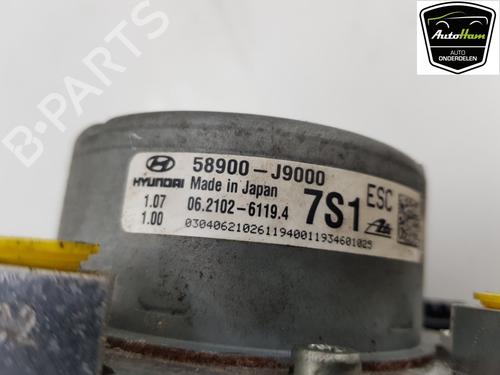 AutoHam
AUTO
ONDERDELEN
B-PARTS
HYUNDAI
58900-J9000
Made in Japan
ESC
1.07
1.00
06.2102-6119.4
7S1
Ate
0304062102611940011934601025